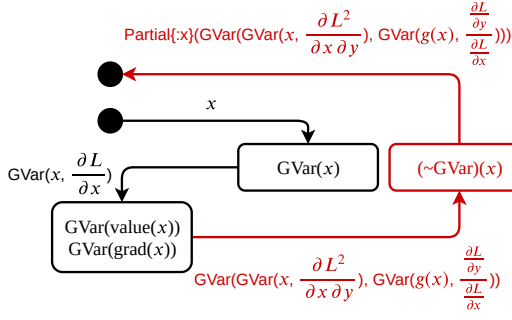 Partial{:x}(GVar(GVar(x, ∂L²/∂x ∂y), GVar(g(x), (∂L/∂y)/(∂L/∂x))))
x
GVar(x)
(~GVar)(x)
GVar(x, ∂L/∂x)
GVar(value(x))
GVar(grad(x))
GVar(GVar(x, ∂L²/∂x ∂y), GVar(g(x), (∂L/∂y)/(∂L/∂x)))